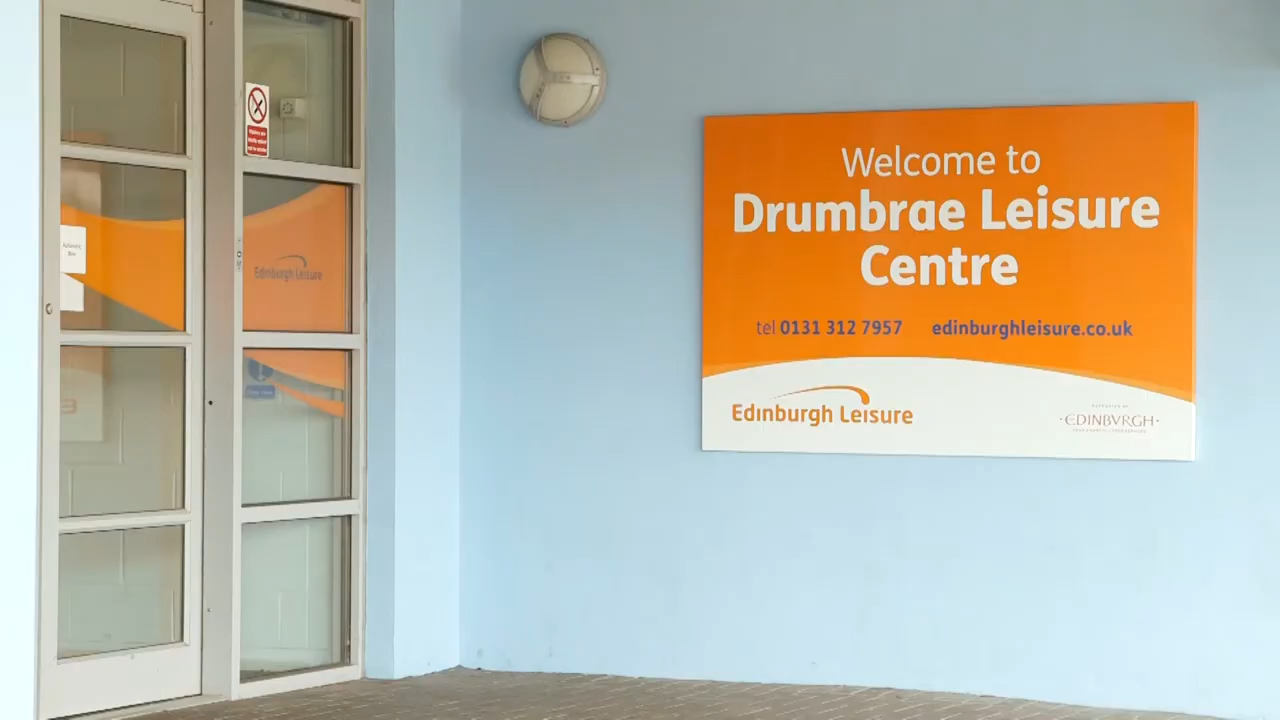 Edinburgh Leisure
Welcome to
Drumbrae Leisure
Centre
tel 0131 312 7957 edinburghleisure.co.uk
Edinburgh Leisure
·EDINBVRGH·